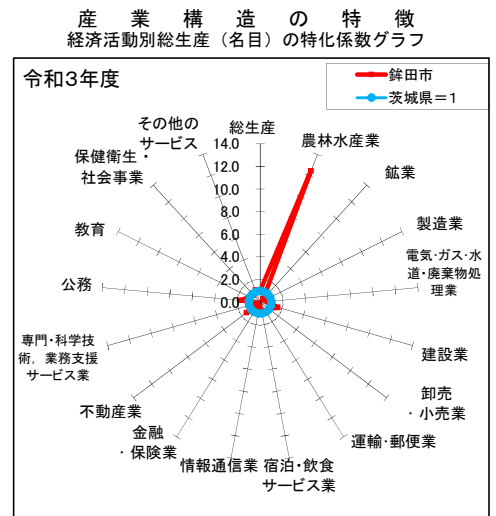 産業構造の特徴
経済活動別総生産（名目）の特化係数グラフ
令和3年度
鉾田市
茨城県＝1
総生産
農林水産業
鉱業
製造業
電気・ガス・水
道・廃棄物処
理業
建設業
卸売
・小売業
運輸・郵便業
宿泊・飲食
サービス業
情報通信業
金融
・保険業
不動産業
専門・科学技
術，業務支援
サービス業
公務
教育
保健衛生・
社会事業
その他の
サービス
14.0
12.0
10.0
8.0
6.0
4.0
2.0
0.0